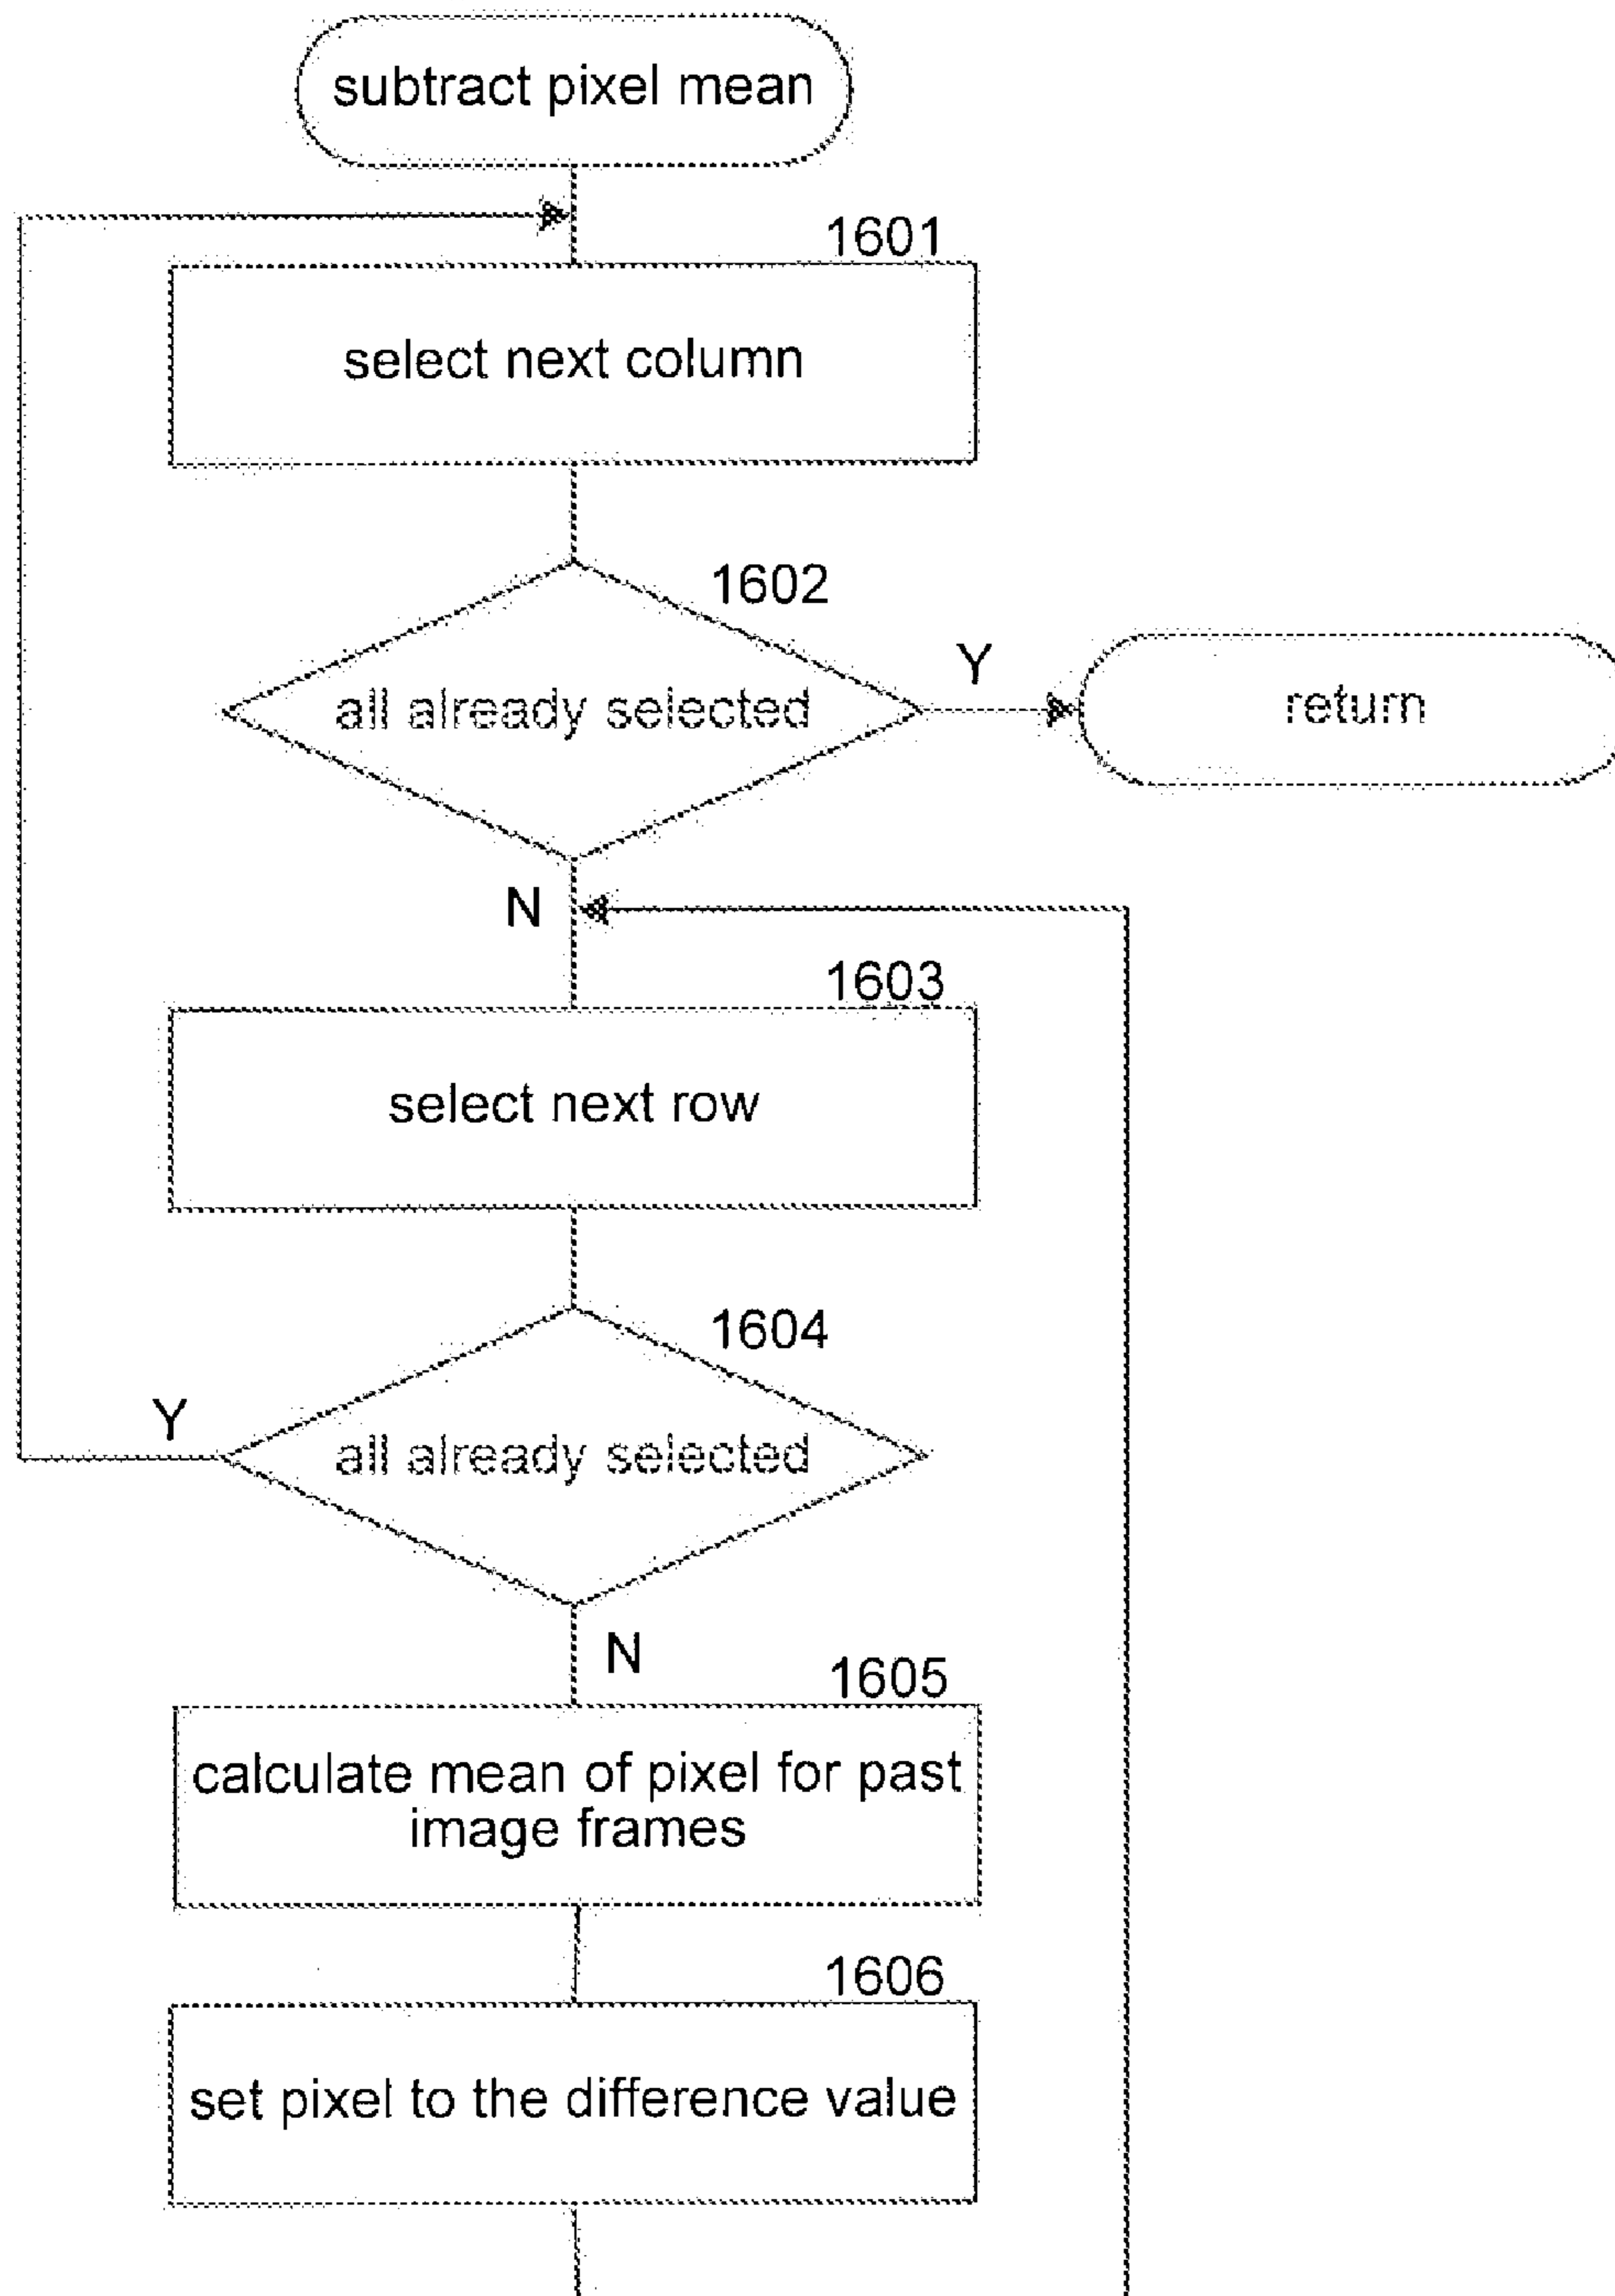 subtract pixel mean
1601
select next column
1602
all already selected
Y
return
N
1603
select next row
1604
Y
all already selected
N
1605
calculate mean of pixel for past
image frames
1606
set pixel to the difference value